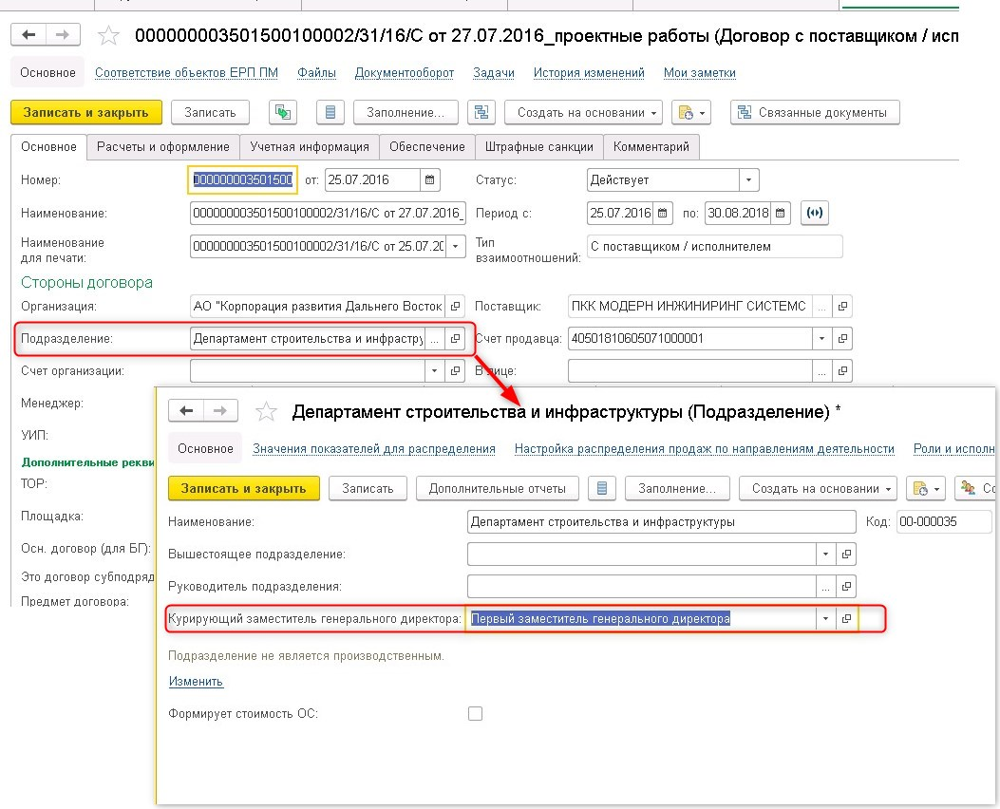 000000003501500100002/31/16/С от 27.07.2016_проектные работы (Договор с поставщиком / исп
Основное Соответствие объектов ЕРП ПМ Файлы Документооборот Задачи История изменений Мои заметки
Записать и закрыть Записать Заполнение... Создать на основании Связанные документы
Основное Расчеты и оформление Учетная информация Обеспечение Штрафные санкции Комментарий
Номер: 000000003501500 от: 25.07.2016 Статус: Действует
Наименование: 000000003501500100002/31/16/С от 27.07.2016_ Период с: 25.07.2016 по: 30.08.2018
Наименование для печати: 000000003501500100002/31/16/С от 25.07.20 Тип взаимоотношений: С поставщиком / исполнителем
Стороны договора
Организация: АО "Корпорация развития Дальнего Восток Поставщик: ПКК МОДЕРН ИНЖИНИРИНГ СИСТЕМС ...
Подразделение: Департамент строительства и инфрастру ... Счет продавца: 40501810605071000001
Счет организации: В лице: ...
Менеджер:
УИП:
Дополнительные рекви
ТОР:
Площадка:
Осн. договор (для БГ):
Это договор субподряд
Предмет договора:
Департамент строительства и инфраструктуры (Подразделение) *
Основное Значения показателей для распределения Настройка распределения продаж по направлениям деятельности Роли и исполн
Записать и закрыть Записать Дополнительные отчеты Заполнение... Создать на основании Со
Наименование: Департамент строительства и инфраструктуры Код: 00-000035
Вышестоящее подразделение:
Руководитель подразделения: ...
Курирующий заместитель генерального директора: Первый заместитель генерального директора
Подразделение не является производственным.
Изменить
Формирует стоимость ОС: